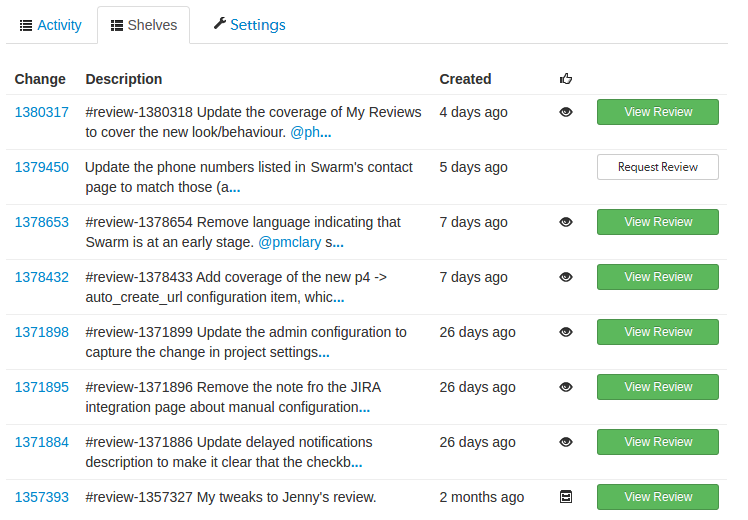 Activity Shelves Settings
Change Description Created
1380317 #review-1380318 Update the coverage of My Reviews 4 days ago View Review
to cover the new look/behaviour. @ph...
1379450 Update the phone numbers listed in Swarm's contact 5 days ago Request Review
page to match those (a...
1378653 #review-1378654 Remove language indicating that 7 days ago View Review
Swarm is at an early stage. @pmclary s...
1378432 #review-1378433 Add coverage of the new p4 -> 7 days ago View Review
auto_create_url configuration item, whic...
1371898 #review-1371899 Update the admin configuration to 26 days ago View Review
capture the change in project settings...
1371895 #review-1371896 Remove the note fro the JIRA 26 days ago View Review
integration page about manual configuration...
1371884 #review-1371886 Update delayed notifications 26 days ago View Review
description to make it clear that the checkb...
1357393 #review-1357327 My tweaks to Jenny's review. 2 months ago View Review